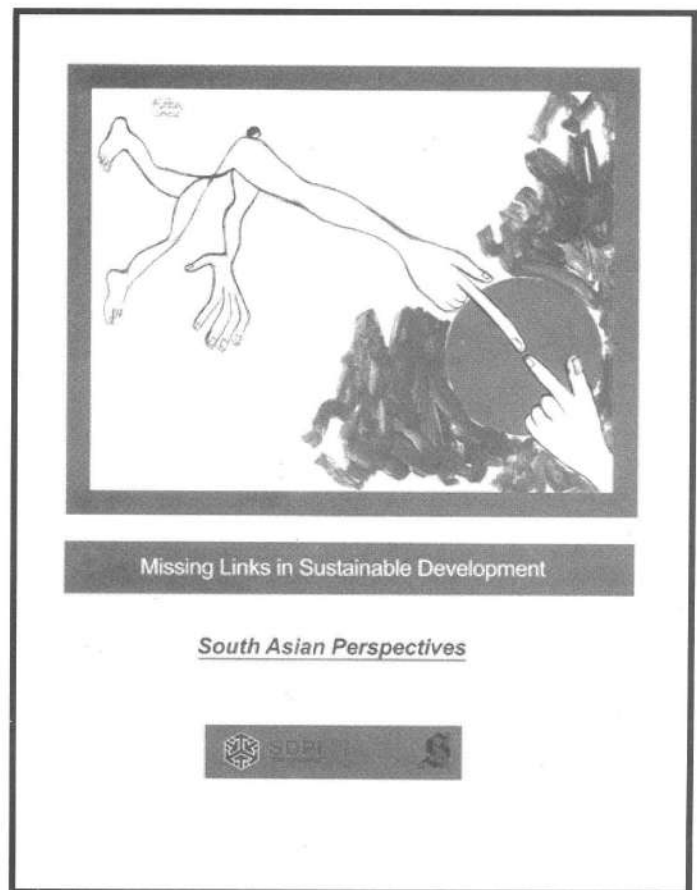 Missing Links in Sustainable Development
South Asian Perspectives
SDPI
S